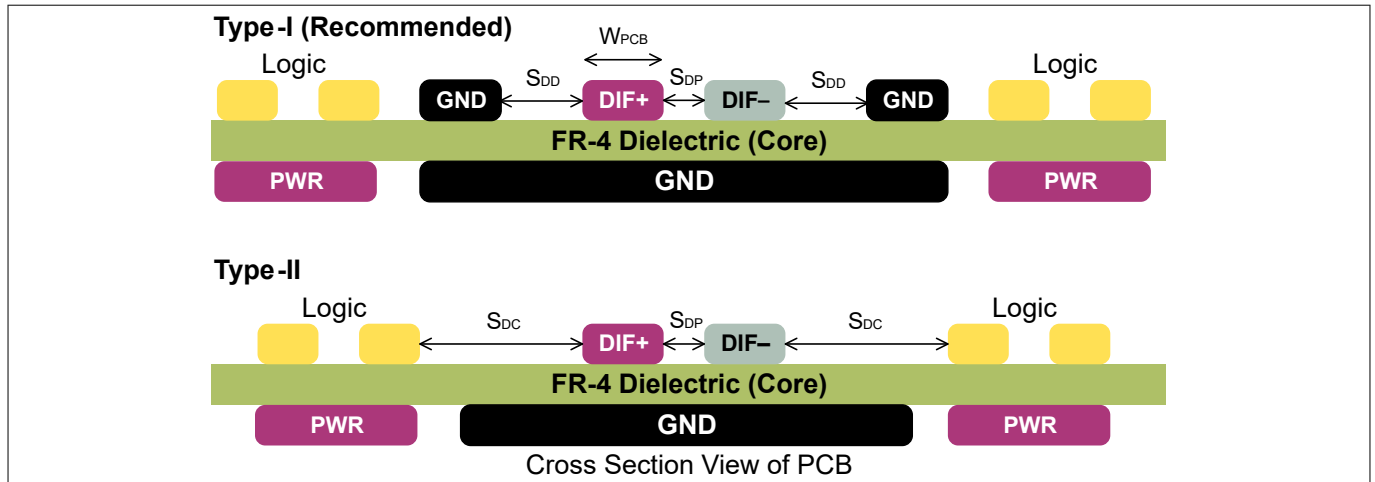 Type-I (Recommended)
WPCB
Logic
SDD
SDP
SDD
Logic
GND
DIF+
DIF–
GND
FR-4 Dielectric (Core)
PWR
GND
PWR
Type-II
Logic
SDC
SDP
SDC
Logic
DIF+
DIF–
FR-4 Dielectric (Core)
PWR
GND
PWR
Cross Section View of PCB